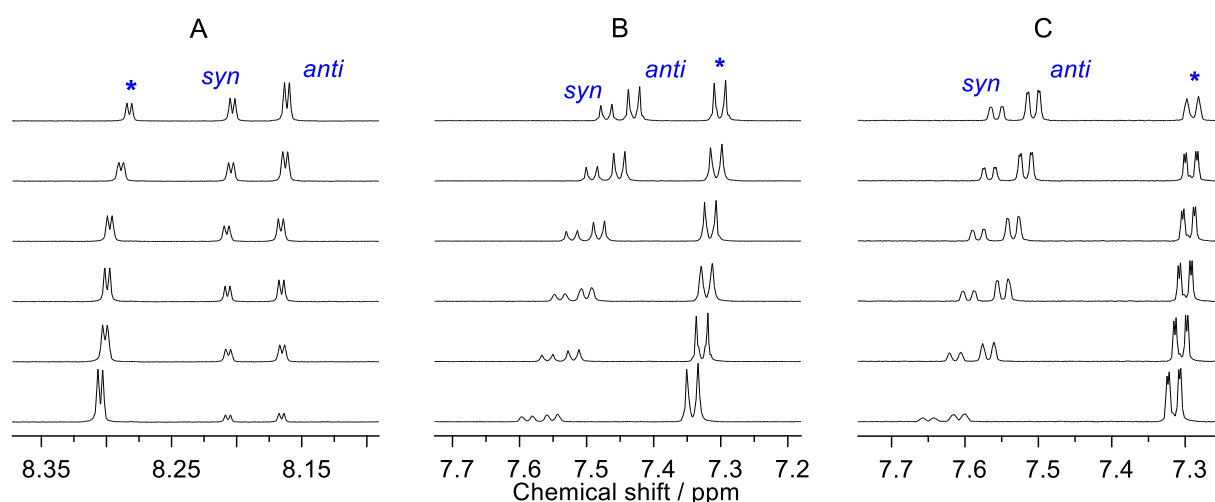 A B C
* syn anti
syn anti *
syn anti *
8.35 8.25 8.15
7.7 7.6 7.5 7.4 7.3 7.2
7.7 7.6 7.5 7.4 7.3
Chemical shift / ppm